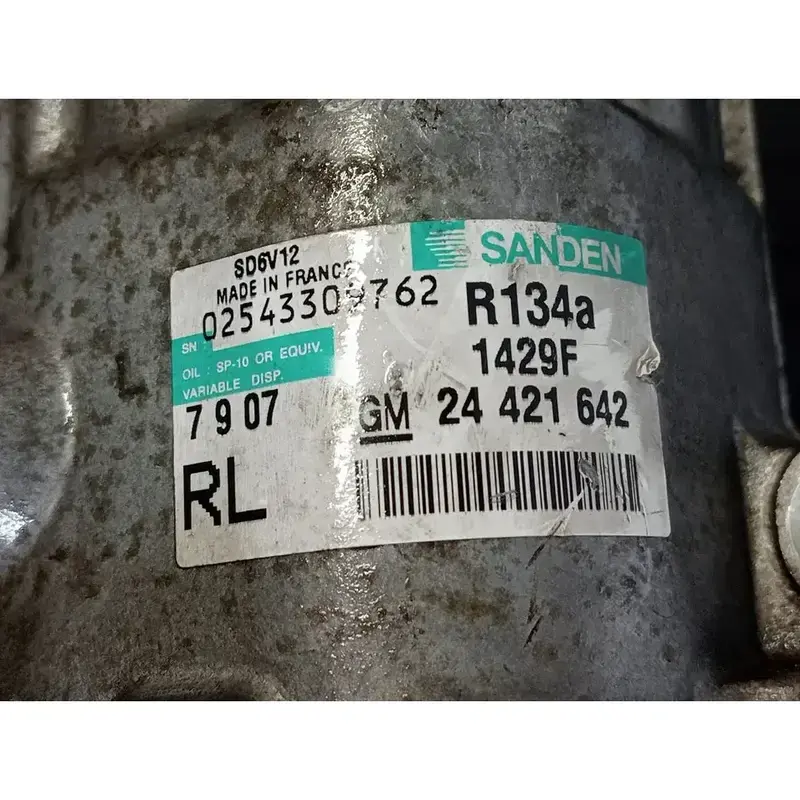 SANDEN
SD6V12
MADE IN FRANCE
SN 02543309762
R134a
OIL : SP-10 OR EQUIV.
VARIABLE DISP.
1429F
7 9 07
GM 24 421 642
RL